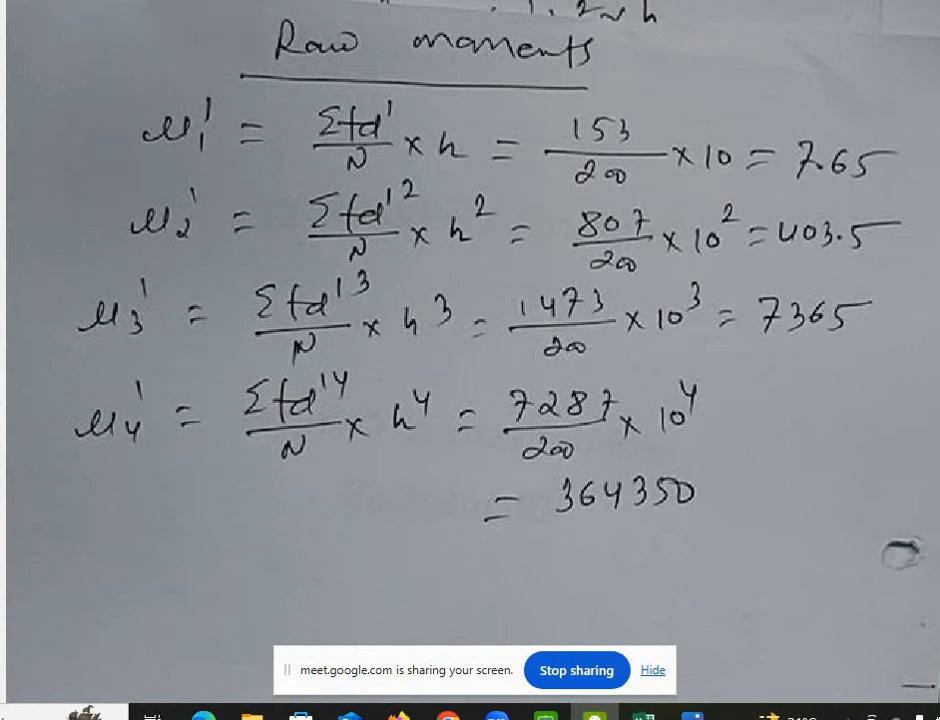 Raw moments
μ₁' = Σfd'/N × h = 153/200 × 10 = 7.65
μ₂' = Σfd'²/N × h² = 807/200 × 10² = 403.5
μ₃' = Σfd'³/N × h³ = 1473/200 × 10³ = 7365
μ₄' = Σfd'⁴/N × h⁴ = 7287/200 × 10⁴
= 364350
meet.google.com is sharing your screen. Stop sharing Hide